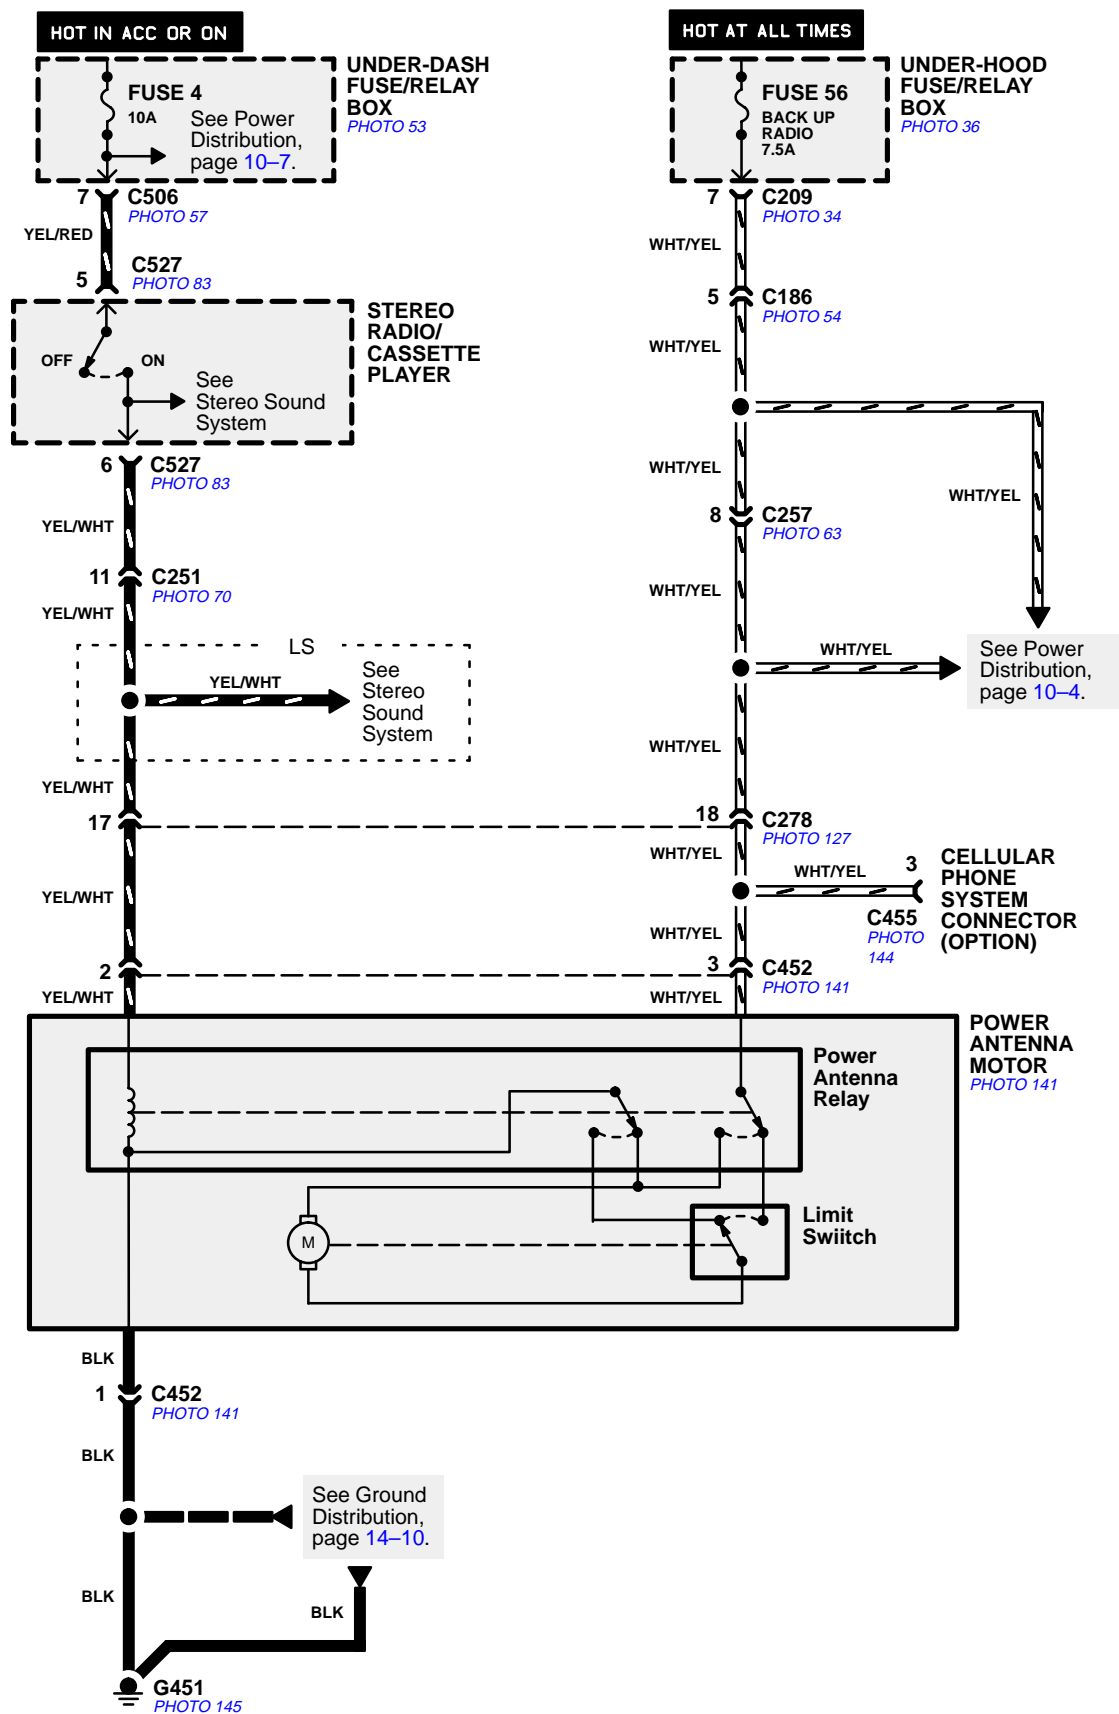 HOT IN ACC OR ON
UNDER-DASH
FUSE/RELAY
BOX
PHOTO 53
FUSE 4
10A
See Power
Distribution,
page 10–7.
7
C506
PHOTO 57
YEL/RED
5
C527
PHOTO 83
STEREO
RADIO/
CASSETTE
PLAYER
OFF
ON
See
Stereo Sound
System
6
C527
PHOTO 83
YEL/WHT
11
C251
PHOTO 70
YEL/WHT
LS
YEL/WHT
See
Stereo
Sound
System
YEL/WHT
17
YEL/WHT
2
YEL/WHT
HOT AT ALL TIMES
UNDER-HOOD
FUSE/RELAY
BOX
PHOTO 36
FUSE 56
BACK UP
RADIO
7.5A
7
C209
PHOTO 34
WHT/YEL
5
C186
PHOTO 54
WHT/YEL
WHT/YEL
WHT/YEL
8
C257
PHOTO 63
WHT/YEL
WHT/YEL
See Power
Distribution,
page 10–4.
WHT/YEL
18
C278
PHOTO 127
WHT/YEL
WHT/YEL
3
CELLULAR
PHONE
SYSTEM
CONNECTOR
(OPTION)
C455
PHOTO
144
WHT/YEL
3
C452
PHOTO 141
WHT/YEL
POWER
ANTENNA
MOTOR
PHOTO 141
Power
Antenna
Relay
Limit
Swiitch
M
BLK
1
C452
PHOTO 141
BLK
See Ground
Distribution,
page 14–10.
BLK
BLK
G451
PHOTO 145